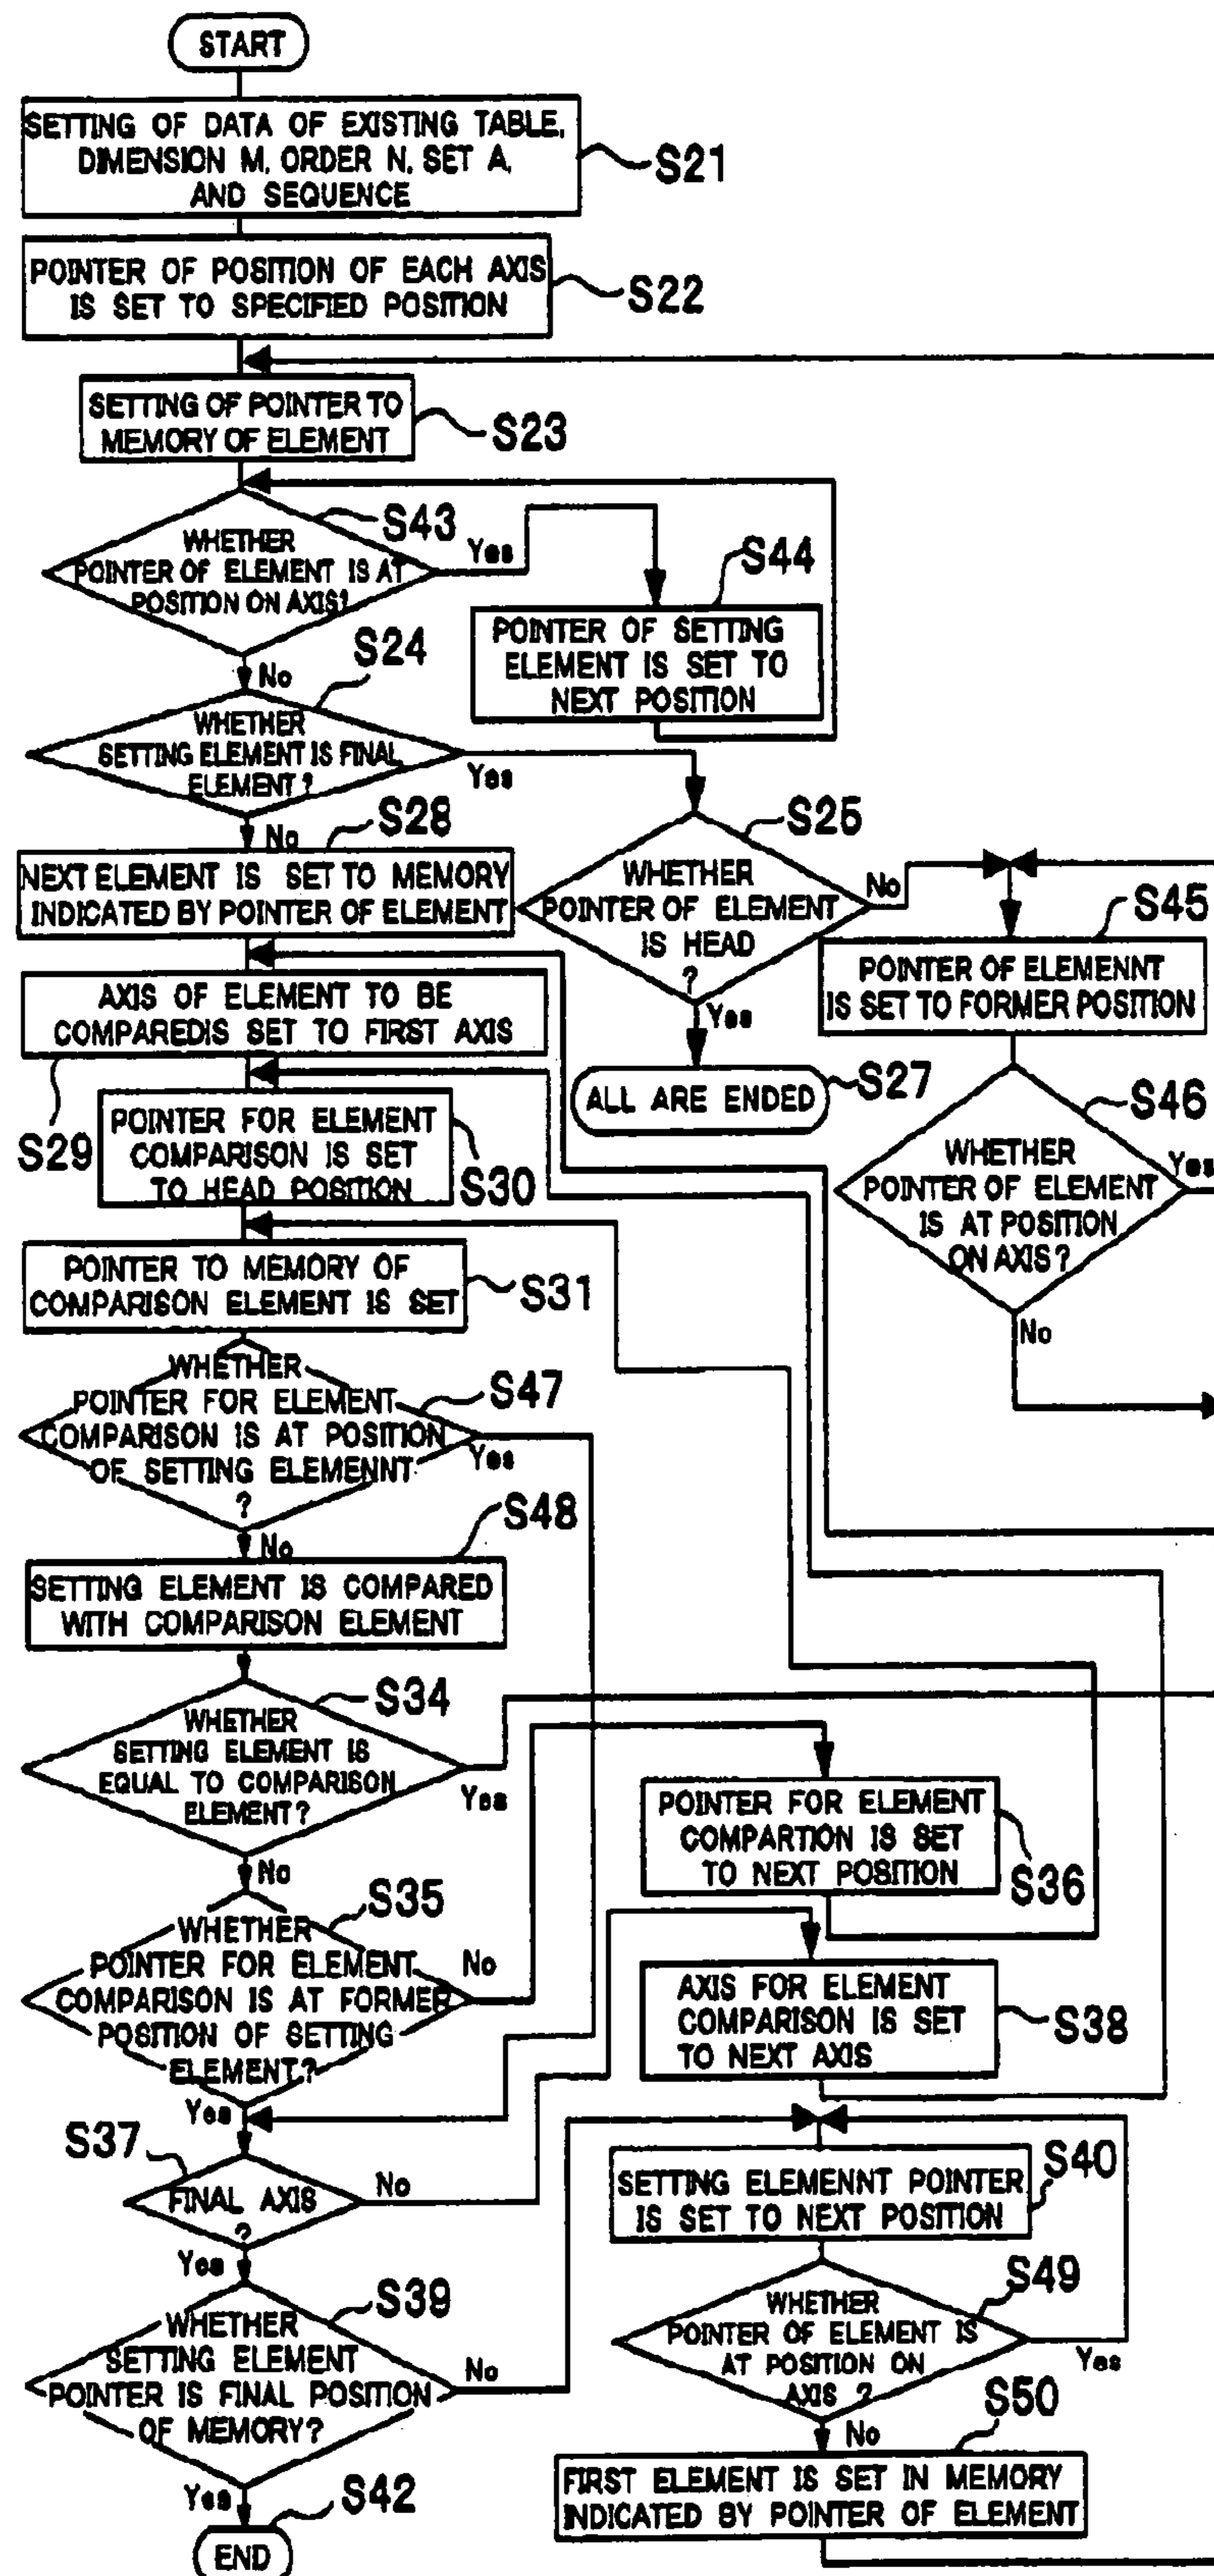 START
SETTING OF DATA OF EXISTING TABLE,
DIMENSION M, ORDER N, SET A,
AND SEQUENCE
S21
POINTER OF POSITION OF EACH AXIS
IS SET TO SPECIFIED POSITION
S22
SETTING OF POINTER TO
MEMORY OF ELEMENT
S23
WHETHER
POINTER OF ELEMENT IS AT
POSITION ON AXIS?
S43
Yes
No
S44
POINTER OF SETTING
ELEMENT IS SET TO
NEXT POSITION
S24
WHETHER
SETTING ELEMENT IS FINAL
ELEMENT?
Yes
No
S28
NEXT ELEMENT IS SET TO MEMORY
INDICATED BY POINTER OF ELEMENT
S25
WHETHER
POINTER OF ELEMENT
IS HEAD
?
No
Yes
ALL ARE ENDED
S27
S45
POINTER OF ELEMENNT
IS SET TO FORMER POSITION
S46
WHETHER
POINTER OF ELEMENT
IS AT POSITION
ON AXIS?
Yes
No
AXIS OF ELEMENT TO BE
COMPAREDIS SET TO FIRST AXIS
S29
POINTER FOR ELEMENT
COMPARISON IS SET
TO HEAD POSITION
S30
POINTER TO MEMORY OF
COMPARISON ELEMENT IS SET
S31
WHETHER
POINTER FOR ELEMENT
COMPARISON IS AT POSITION
OF SETTING ELEMENNT
?
S47
Yes
No
S48
SETTING ELEMENT IS COMPARED
WITH COMPARISON ELEMENT
S34
WHETHER
SETTING ELEMENT IS
EQUAL TO COMPARISON
ELEMENT?
Yes
No
S35
WHETHER
POINTER FOR ELEMENT
COMPARISON IS AT FORMER
POSITION OF SETTING
ELEMENT?
No
Yes
POINTER FOR ELEMENT
COMPARTION IS SET
TO NEXT POSITION
S36
AXIS FOR ELEMENT
COMPARISON IS SET
TO NEXT AXIS
S38
S37
FINAL AXIS
?
No
Yes
S39
WHETHER
SETTING ELEMENT
POINTER IS FINAL POSITION
OF MEMORY?
No
Yes
S42
END
S40
SETTING ELEMENNT POINTER
IS SET TO NEXT POSITION
S49
WHETHER
POINTER OF ELEMENT IS
AT POSITION ON
AXIS ?
Yes
No
S50
FIRST ELEMENT IS SET IN MEMORY
INDICATED BY POINTER OF ELEMENT